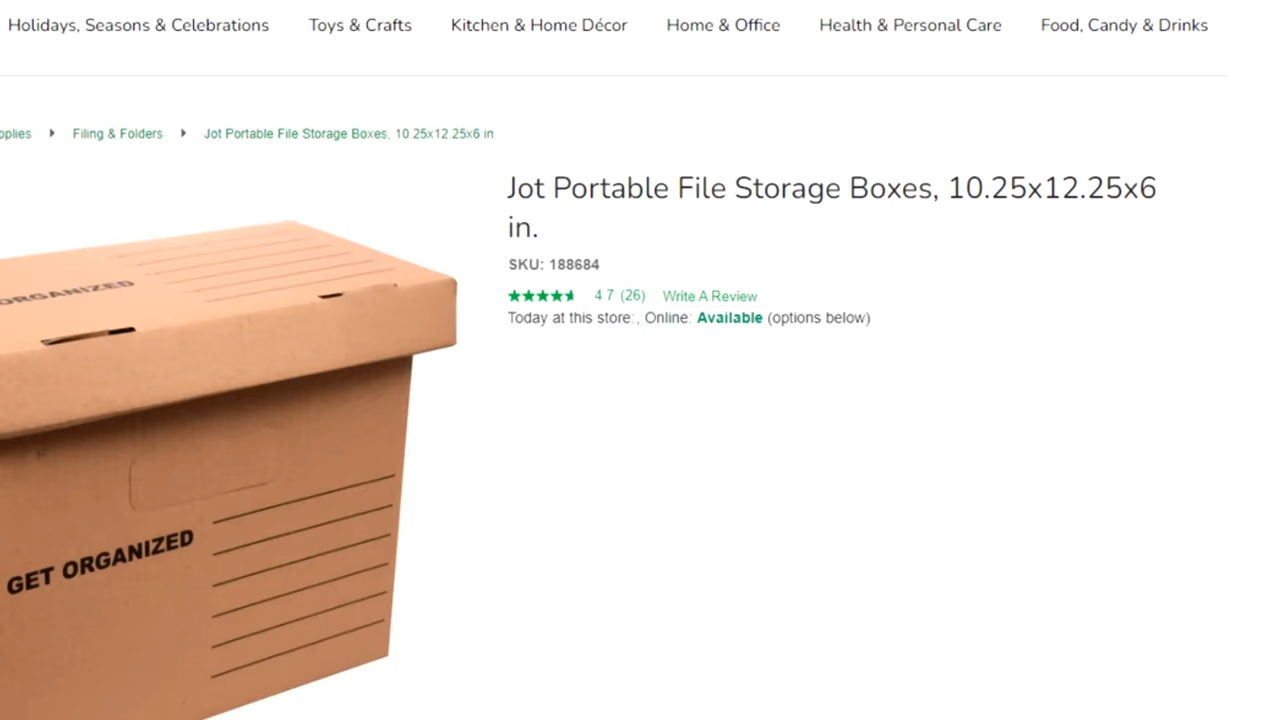 Holidays, Seasons & Celebrations Toys & Crafts Kitchen & Home Décor Home & Office Health & Personal Care Food, Candy & Drinks
Filing & Folders Jot Portable File Storage Boxes, 10.25x12.25x6 in.
Jot Portable File Storage Boxes, 10.25x12.25x6
in.
SKU: 188684
4.7 (26) Write A Review
Today at this store: , Online: Available (options below)
ORGANIZED
GET ORGANIZED